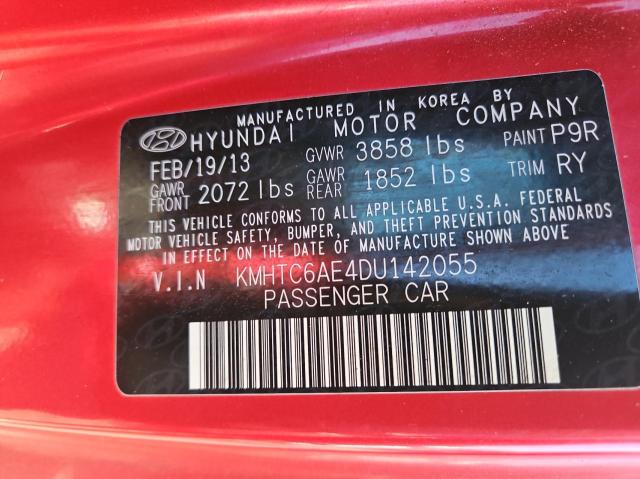 MANUFACTURED IN KOREA BY
HYUNDAI MOTOR COMPANY
FEB/19/13 GVWR 3858 lbs PAINT P9R
GAWR FRONT 2072 lbs GAWR REAR 1852 lbs TRIM RY
THIS VEHICLE CONFORMS TO ALL APPLICABLE U.S.A. FEDERAL
MOTOR VEHICLE SAFETY, BUMPER, AND THEFT PREVENTION STANDARDS
IN EFFECT ON THE DATE OF MANUFACTURE SHOWN ABOVE
V.I.N KMHTC6AE4DU142055
PASSENGER CAR